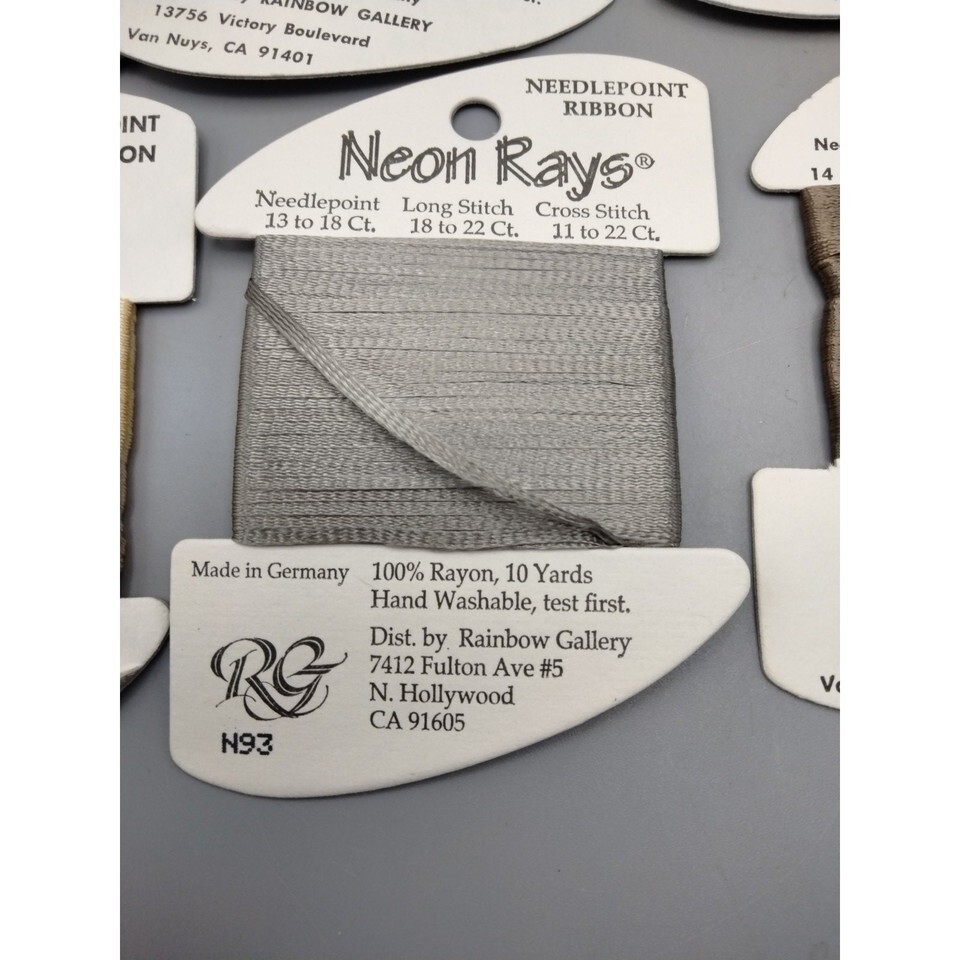 RAINBOW GALLERY
13756 Victory Boulevard
Van Nuys, CA 91401
NEEDLEPOINT
RIBBON
Neon Rays®
Needlepoint Long Stitch Cross Stitch
13 to 18 Ct. 18 to 22 Ct. 11 to 22 Ct.
INT
ON
Ne
14
Made in Germany
100% Rayon, 10 Yards
Hand Washable, test first.
Dist. by Rainbow Gallery
7412 Fulton Ave #5
N. Hollywood
CA 91605
RG
N93